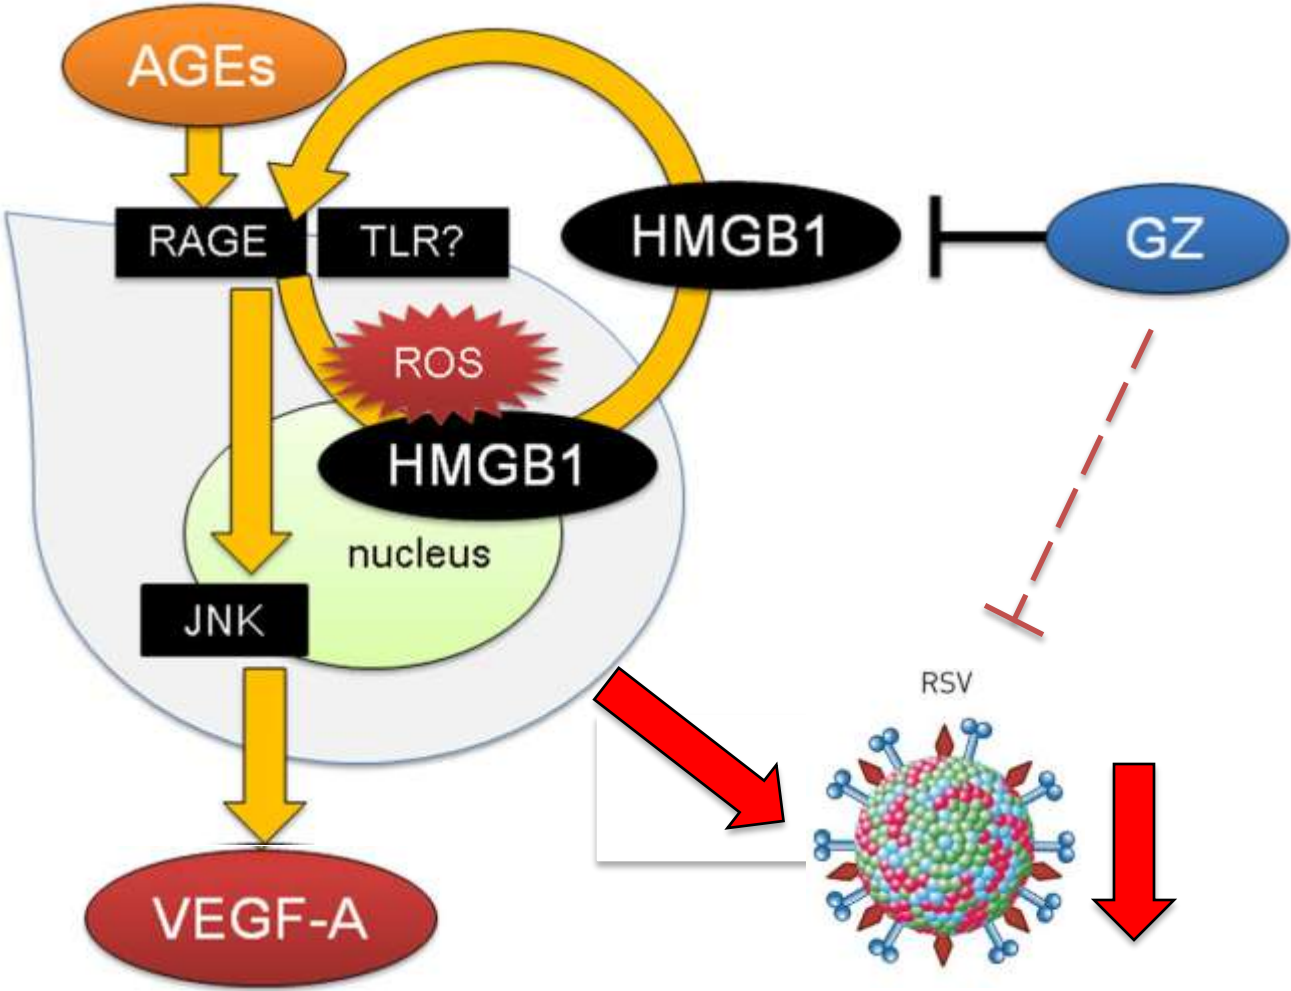 AGEs
RAGE
TLR?
HMGB1
GZ
ROS
HMGB1
nucleus
JNK
RSV
VEGF-A